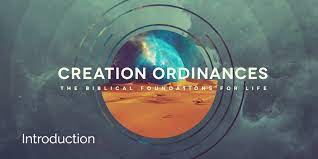 CREATION ORDINANCES
THE BIBLICAL FOUNDATIONS FOR LIFE
Introduction